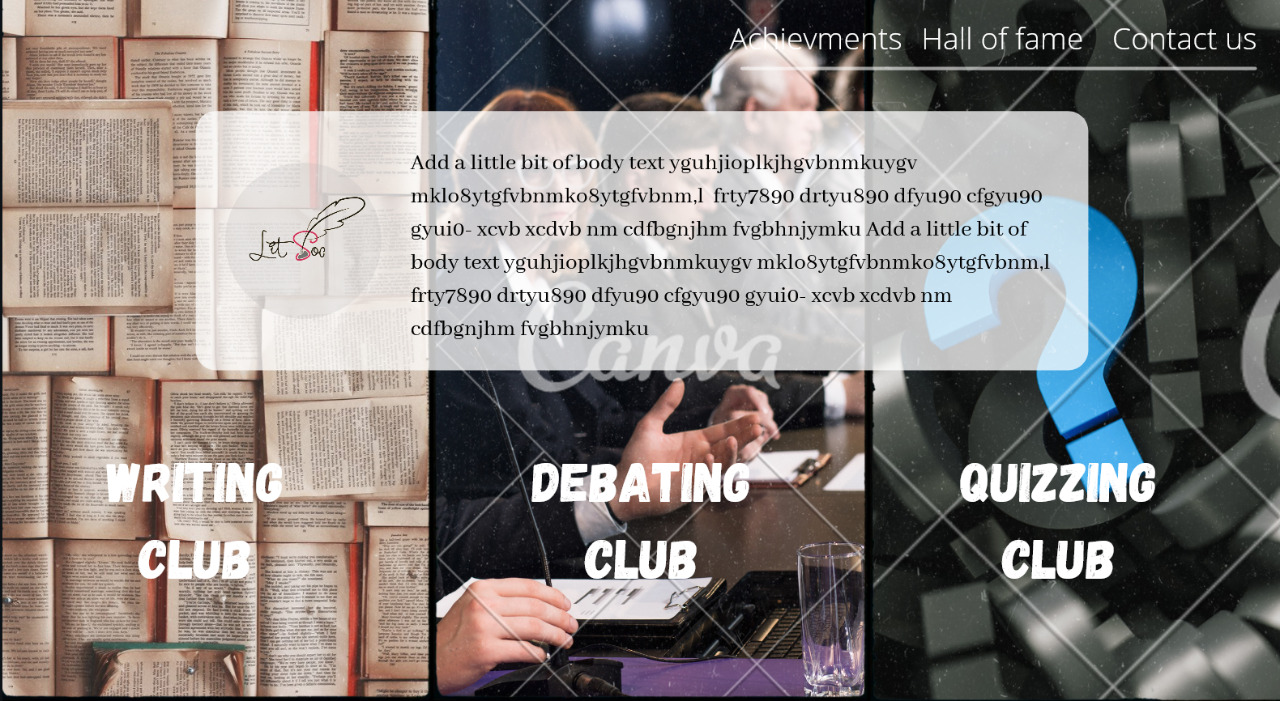 Achievments Hall of fame Contact us
Add a little bit of body text yguhjioplkjhgvbnmkuygv
mklo8ytgfvbnmko8ytgfvbnm,l frty7890 drtyu890 dfyu90 cfgyu90
gyui0- xcvb xcdvb nm cdfbgnjhm fvgbhnjymku Add a little bit of
body text yguhjioplkjhgvbnmkuygv mklo8ytgfvbnmko8ytgfvbnm,l
frty7890 drtyu890 dfyu90 cfgyu90 gyui0- xcvb xcdvb nm
cdfbgnjhm fvgbhnjymku
Lit Soc
Canva
WRITING
CLUB
DEBATING
CLUB
QUIZZING
CLUB